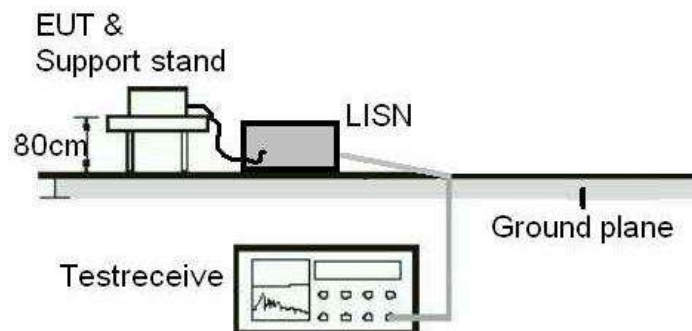 EUT &
Support stand
LISN
80cm
Ground plane
Testreceive